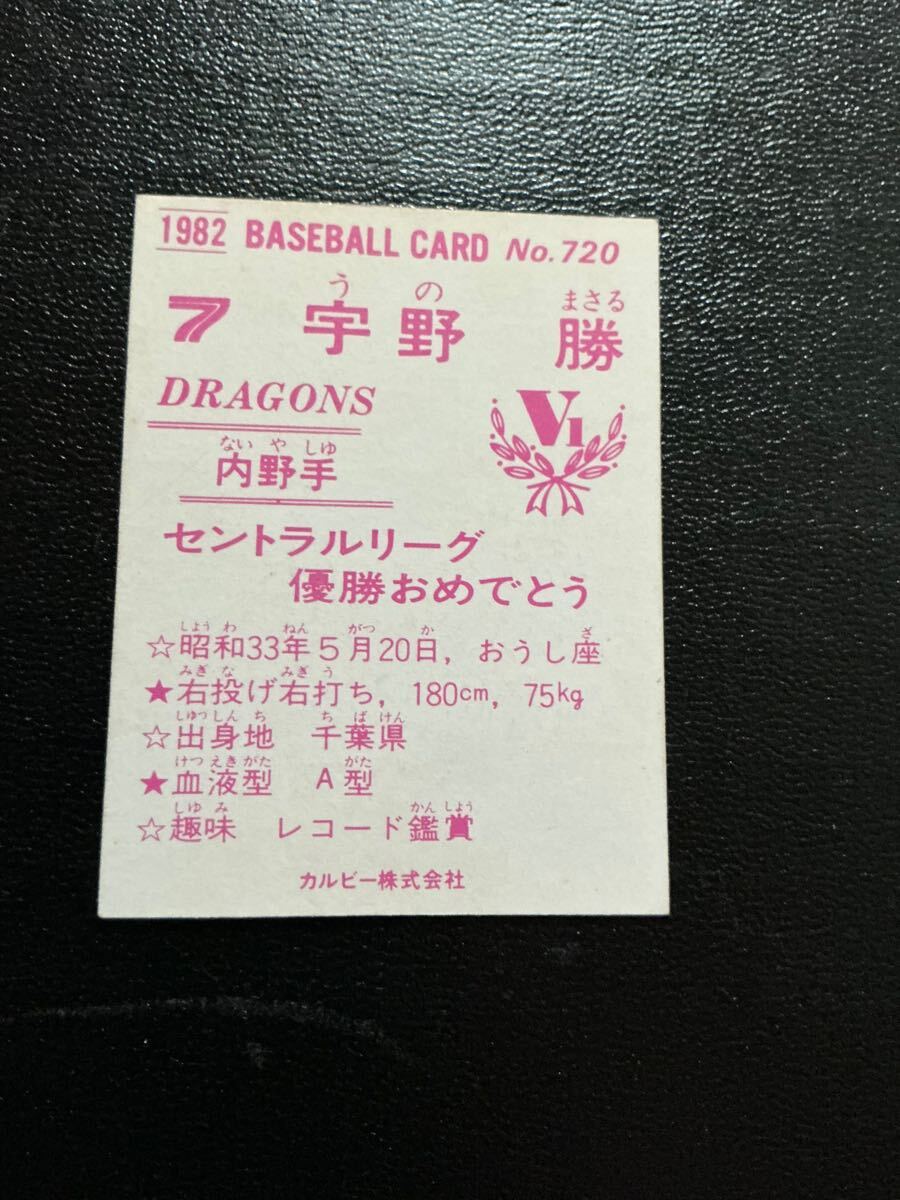 1982 BASEBALL CARD No.720
う の まさる
7 宇野 勝
DRAGONS
V1
ない や しゆ
内野手
セントラルリーグ
優勝おめでとう
しよう わ ねん がつ か ざ
☆昭和33年5月20日, おうし座
みぎ な みぎ う
★右投げ右打ち, 180cm, 75kg
しゆつ しん ち ち ば けん
☆出身地 千葉県
けつ えき がた がた
★血液型 A型
しゆ み かん しよう
☆趣味 レコード鑑賞
カルビー株式会社